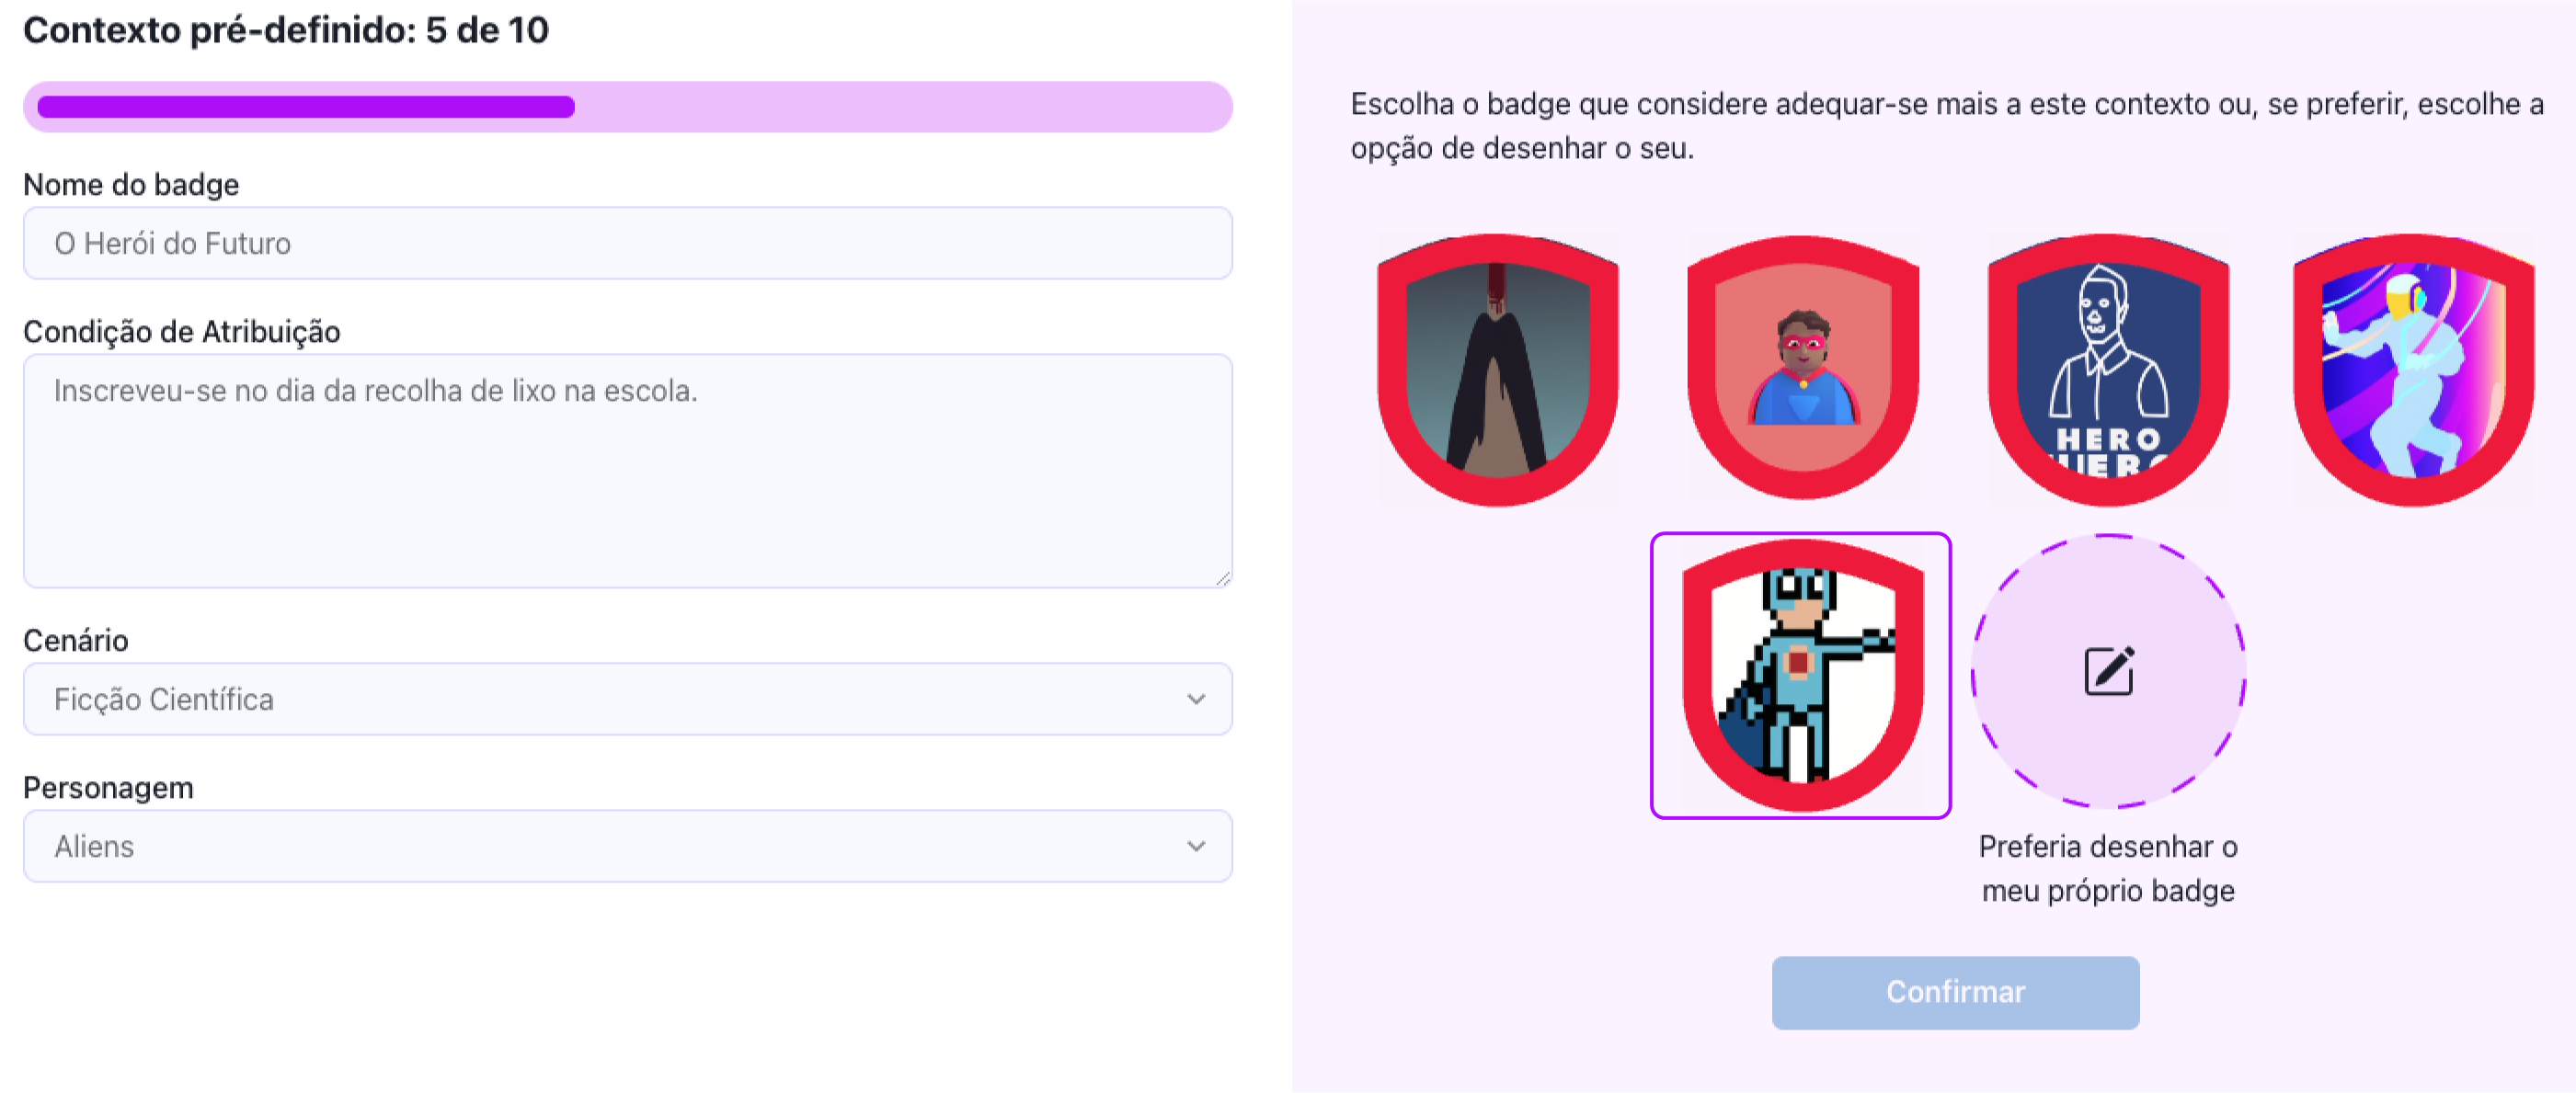 Contexto pré-definido: 5 de 10
Nome do badge
O Herói do Futuro
Condição de Atribuição
Inscreveu-se no dia da recolha de lixo na escola.
Cenário
Ficção Científica
Personagem
Aliens
Escolha o badge que considere adequar-se mais a este contexto ou, se preferir, escolhe a
opção de desenhar o seu.
HERO
HERO
Preferia desenhar o
meu próprio badge
Confirmar